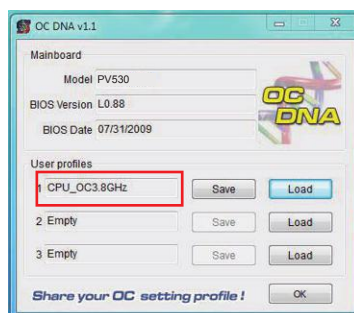 OC DNA v1.1
Mainboard
Model PV530
BIOS Version L0.88
BIOS Date 07/31/2009
OC
DNA
User profiles
1 CPU_OC3.8GHz Save Load
2 Empty Save Load
3 Empty Save Load
Share your OC setting profile! OK